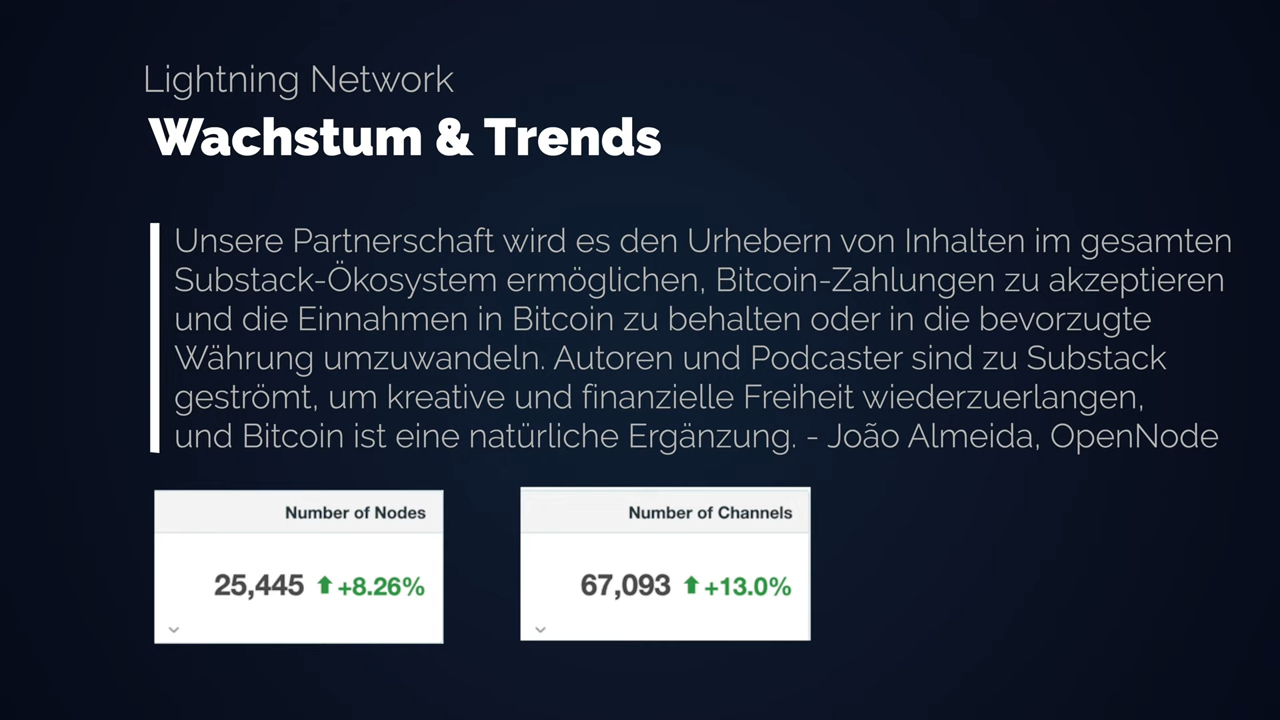 Lightning Network
Wachstum & Trends
Unsere Partnerschaft wird es den Urhebern von Inhalten im gesamten
Substack-Ökosystem ermöglichen, Bitcoin-Zahlungen zu akzeptieren
und die Einnahmen in Bitcoin zu behalten oder in die bevorzugte
Währung umzuwandeln. Autoren und Podcaster sind zu Substack
geströmt, um kreative und finanzielle Freiheit wiederzuerlangen,
und Bitcoin ist eine natürliche Ergänzung. - João Almeida, OpenNode
Number of Nodes
25,445 +8.26%
Number of Channels
67,093 +13.0%